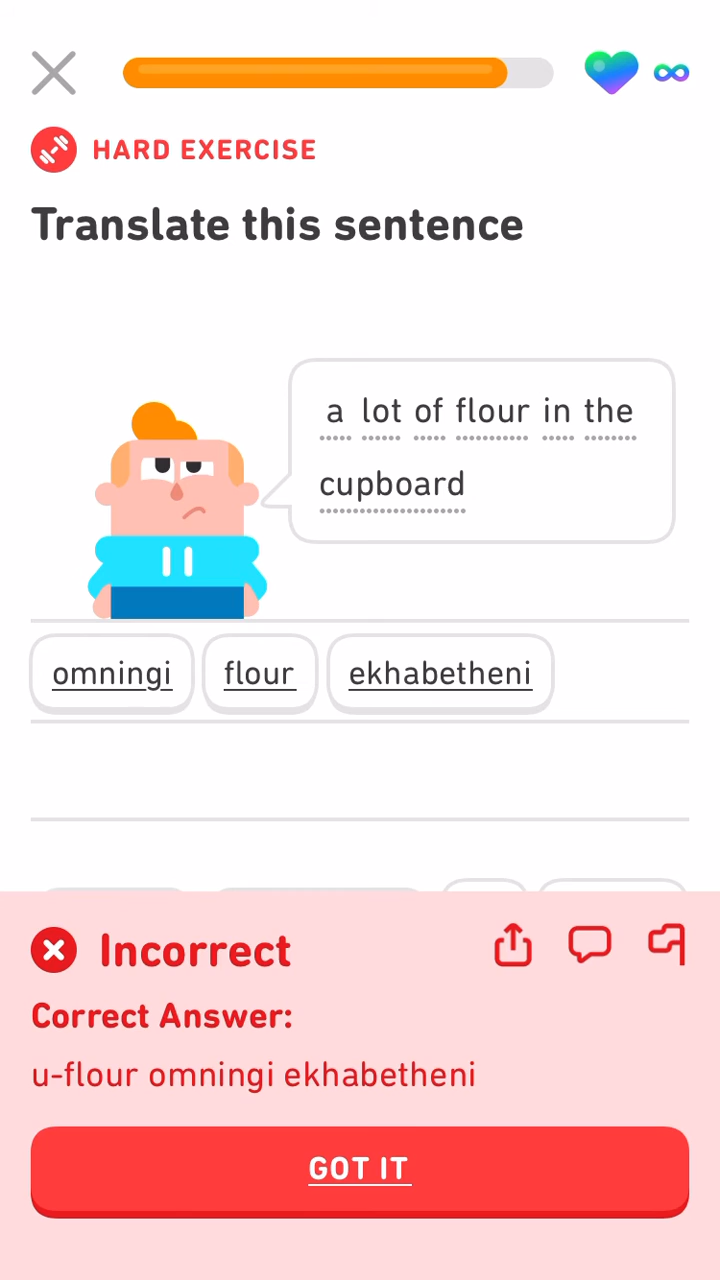 HARD EXERCISE
Translate this sentence
a lot of flour in the
cupboard
omningi flour ekhabetheni
Incorrect
Correct Answer:
u-flour omningi ekhabetheni
GOT IT